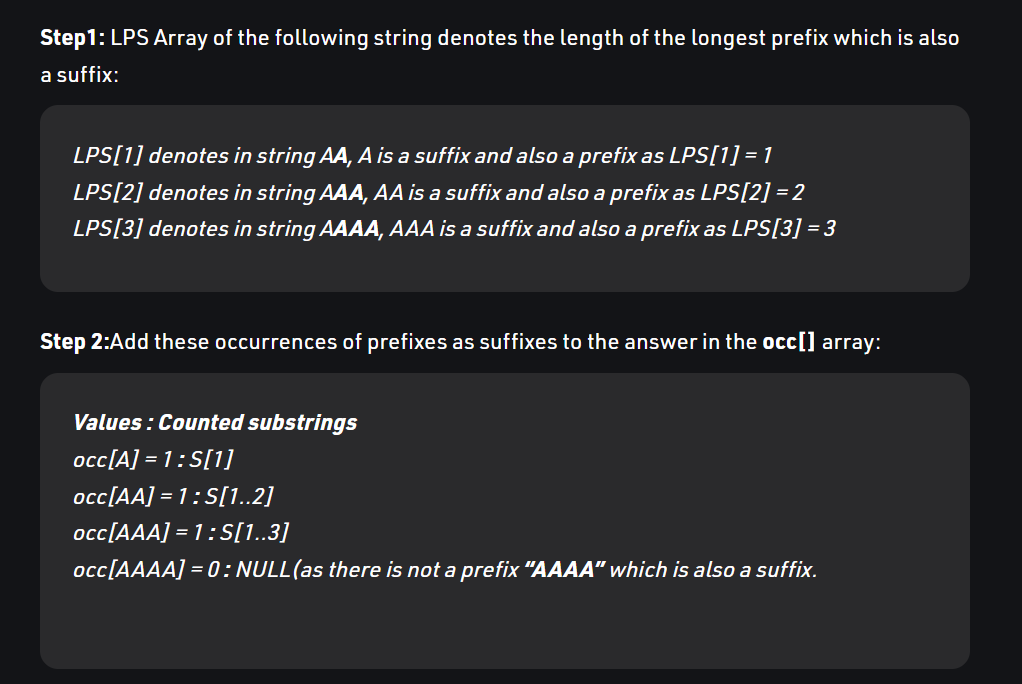 Step1: LPS Array of the following string denotes the length of the longest prefix which is also
a suffix:
LPS[1] denotes in string AA, A is a suffix and also a prefix as LPS[1] = 1
LPS[2] denotes in string AAA, AA is a suffix and also a prefix as LPS[2] = 2
LPS[3] denotes in string AAAA, AAA is a suffix and also a prefix as LPS[3] = 3
Step 2:Add these occurrences of prefixes as suffixes to the answer in the occ[] array:
Values : Counted substrings
occ[A] = 1 : S[1]
occ[AA] = 1 : S[1..2]
occ[AAA] = 1 : S[1..3]
occ[AAAA] = 0 : NULL(as there is not a prefix “AAAA” which is also a suffix.